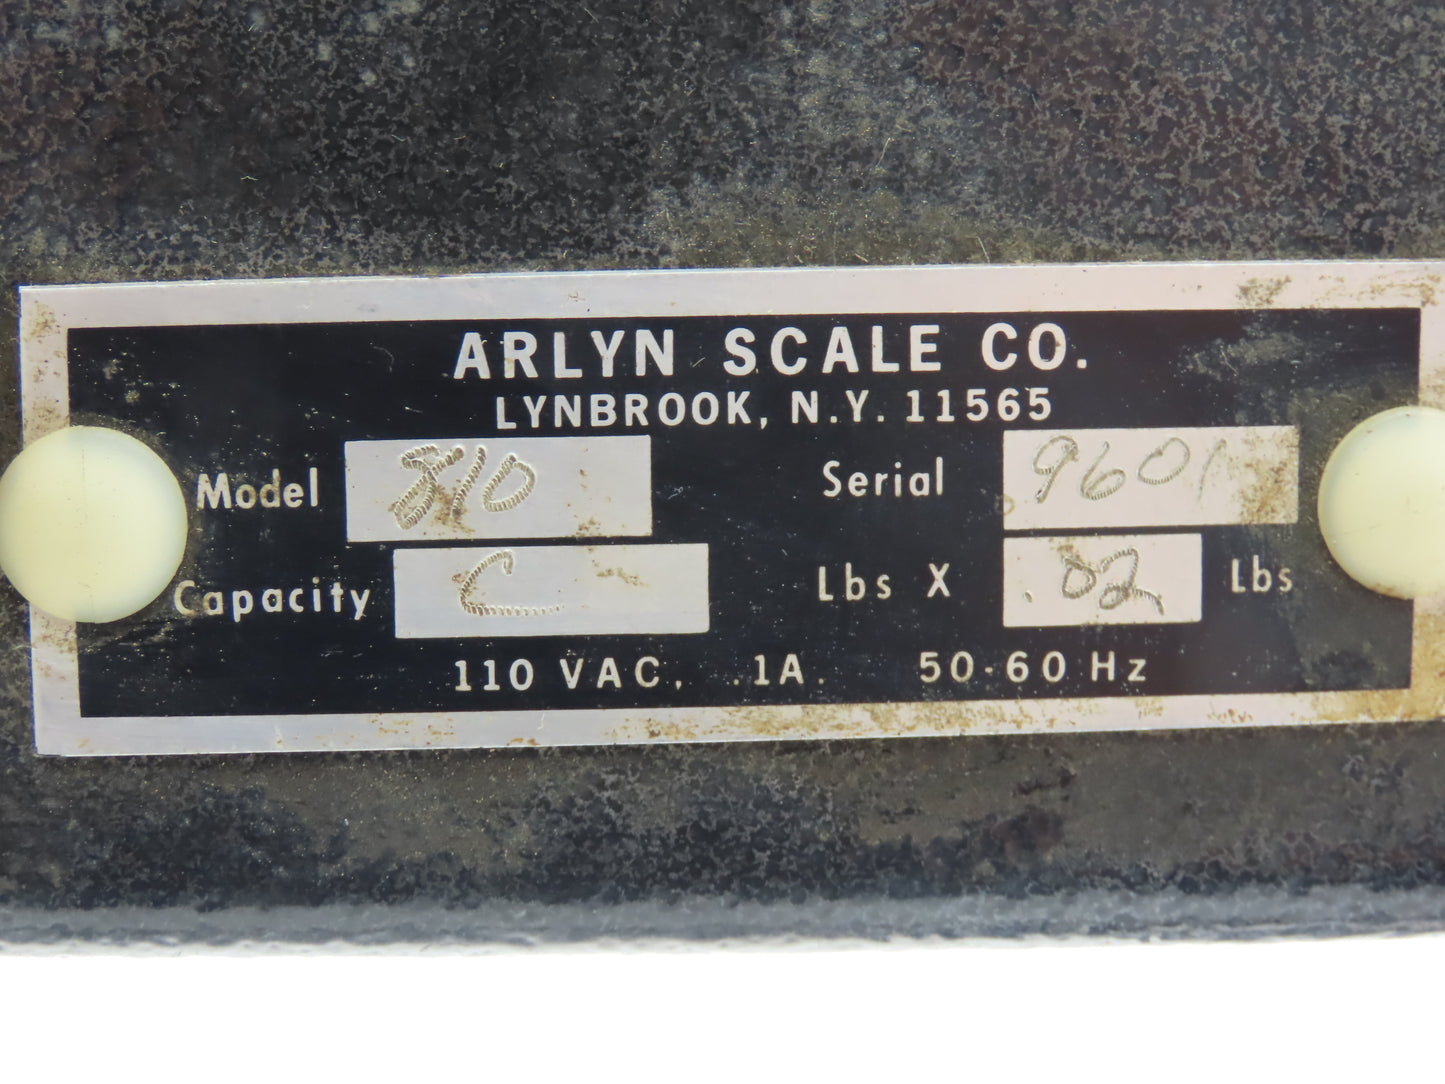 ARLYN SCALE CO.
LYNBROOK, N.Y. 11565
Model 810 Serial 9601
Capacity C Lbs X .02 Lbs
110 VAC, .1A. 50-60 Hz